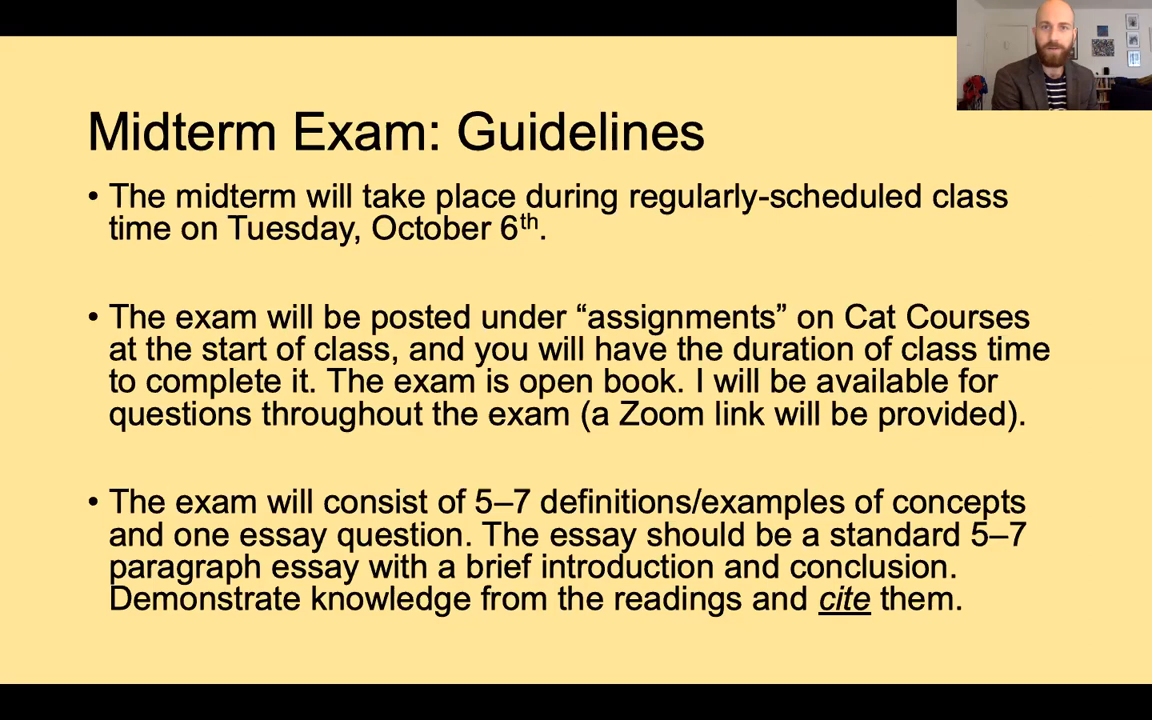 Midterm Exam: Guidelines
• The midterm will take place during regularly-scheduled class
time on Tuesday, October 6th.
• The exam will be posted under “assignments” on Cat Courses
at the start of class, and you will have the duration of class time
to complete it. The exam is open book. I will be available for
questions throughout the exam (a Zoom link will be provided).
• The exam will consist of 5–7 definitions/examples of concepts
and one essay question. The essay should be a standard 5–7
paragraph essay with a brief introduction and conclusion.
Demonstrate knowledge from the readings and cite them.